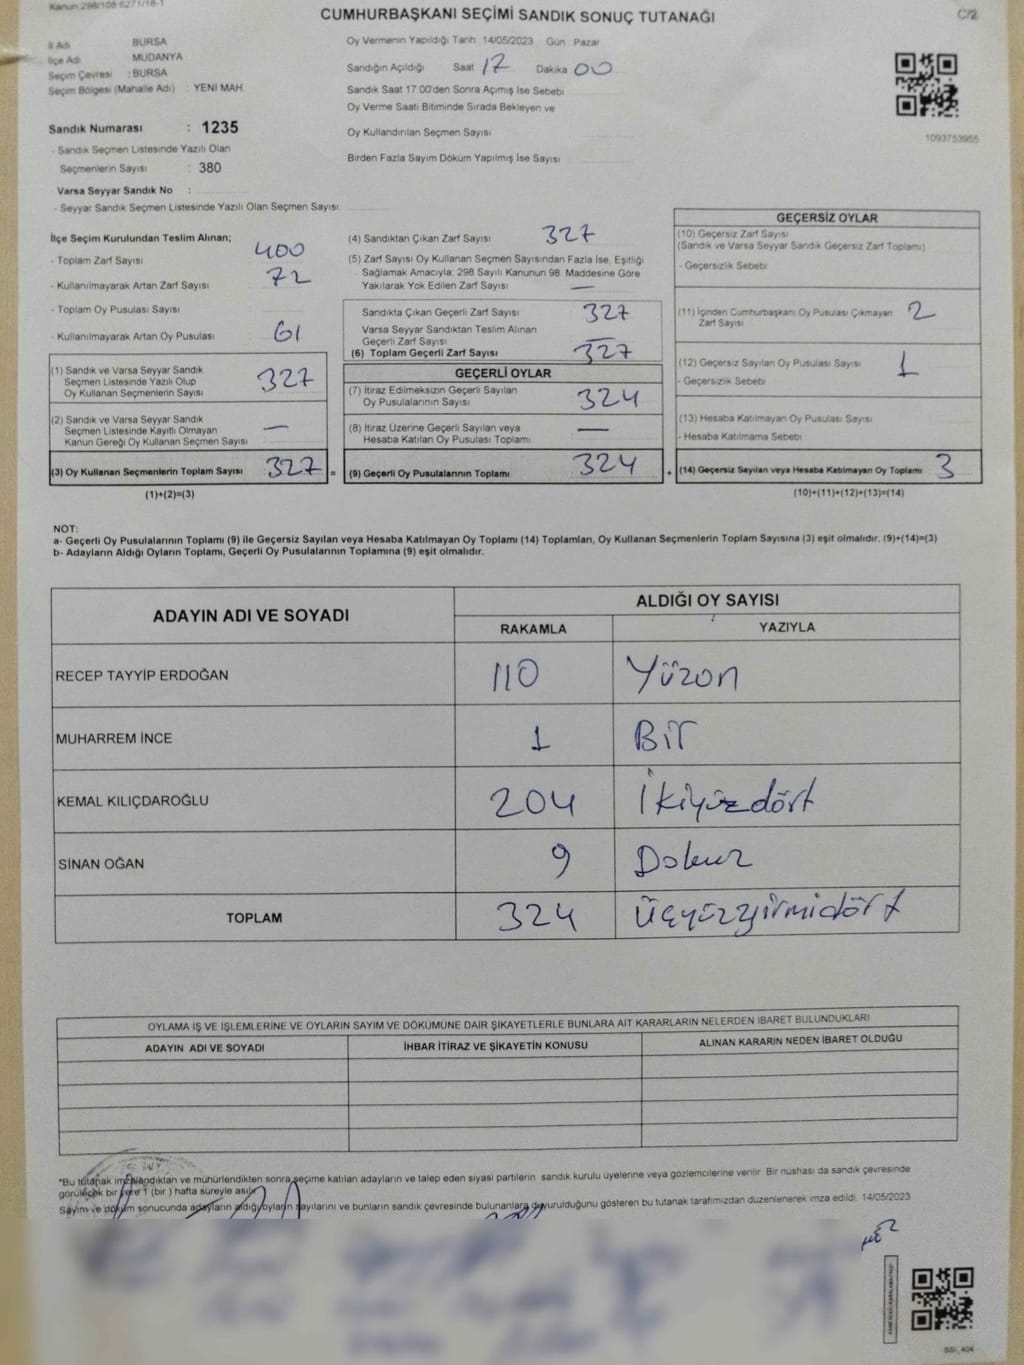 Kanun:298/105-6271/16-1
CUMHURBAŞKANI SEÇİMİ SANDIK SONUÇ TUTANAĞI
C/2
İl Adı BURSA
İlçe Adı MUDANYA
Seçim Çevresi : BURSA
Seçim Bölgesi (Mahalle Adı) : YENİ MAH.
Sandık Numarası : 1235
- Sandık Seçmen Listesinde Yazılı Olan
Seçmenlerin Sayısı : 380
Varsa Seyyar Sandık No :
- Seyyar Sandık Seçmen Listesinde Yazılı Olan Seçmen Sayısı:
Oy Vermenin Yapıldığı Tarih 14/05/2023 Gün : Pazar
Sandığın Açıldığı Saat 17 Dakika 00
Sandık Saat 17:00'den Sonra Açımış İse Sebebi
Oy Verme Saati Bitiminde Sırada Bekleyen ve
Oy Kullandırılan Seçmen Sayısı
Birden Fazla Sayım Döküm Yapılmış İse Sayısı
1093753955
İlçe Seçim Kurulundan Teslim Alınan;
- Toplam Zarf Sayısı 400
- Kullanılmayarak Artan Zarf Sayısı 72
- Toplam Oy Pusulası Sayısı
- Kullanılmayarak Artan Oy Pusulası 61
(1) Sandık ve Varsa Seyyar Sandık
Seçmen Listesinde Yazılı Olup
Oy Kullanan Seçmenlerin Sayısı 327
(2) Sandık ve Varsa Seyyar Sandık
Seçmen Listesinde Kayıtlı Olmayan
Kanun Gereği Oy Kullanan Seçmen Sayısı —
(3) Oy Kullanan Seçmenlerin Toplam Sayısı 327 =
(1)+(2)=(3)
(4) Sandıktan Çıkan Zarf Sayısı 327
(5) Zarf Sayısı Oy Kullanan Seçmen Sayısından Fazla İse, Eşitliği
Sağlamak Amacıyla; 298 Sayılı Kanunun 98. Maddesine Göre
Yakılarak Yok Edilen Zarf Sayısı —
Sandıkta Çıkan Geçerli Zarf Sayısı 327
Varsa Seyyar Sandıktan Teslim Alınan
Geçerli Zarf Sayısı —
(6) Toplam Geçerli Zarf Sayısı 327
GEÇERLİ OYLAR
(7) İtiraz Edilmeksizin Geçerli Sayılan
Oy Pusulalarının Sayısı 324
(8) İtiraz Üzerine Geçerli Sayılan veya
Hesaba Katılan Oy Pusulası Toplamı —
(9) Geçerli Oy Pusulalarının Toplamı 324 +
GEÇERSİZ OYLAR
(10) Geçersiz Zarf Sayısı
(Sandık ve Varsa Seyyar Sandık Geçersiz Zarf Toplamı)
- Geçersizlik Sebebi
(11) İçinden Cumhurbaşkanı Oy Pusulası Çıkmayan 2
Zarf Sayısı
(12) Geçersiz Sayılan Oy Pusulası Sayısı 1
- Geçersizlik Sebebi
(13) Hesaba Katılmayan Oy Pusulası Sayısı
- Hesaba Katılmama Sebebi
(14) Geçersiz Sayılan veya Hesaba Katılmayan Oy Toplamı 3
(10)+(11)+(12)+(13)=(14)
NOT:
a- Geçerli Oy Pusulalarının Toplamı (9) ile Geçersiz Sayılan veya Hesaba Katılmayan Oy Toplamı (14) Toplamları, Oy Kullanan Seçmenlerin Toplam Sayısına (3) eşit olmalıdır. (9)+(14)=(3)
b- Adayların Aldığı Oyların Toplamı, Geçerli Oy Pusulalarının Toplamına (9) eşit olmalıdır.
ADAYIN ADI VE SOYADI
ALDIĞI OY SAYISI
RAKAMLA YAZIYLA
RECEP TAYYİP ERDOĞAN 110 Yüzon
MUHARREM İNCE 1 Bir
KEMAL KILIÇDAROĞLU 204 İkiyüzdört
SİNAN OĞAN 9 Dokuz
TOPLAM 324 Üçyüzyirmidört
OYLAMA İŞ VE İŞLEMLERİNE VE OYLARIN SAYIM VE DÖKÜMÜNE DAİR ŞİKAYETLERLE BUNLARA AİT KARARLARIN NELERDEN İBARET BULUNDUKLARI
ADAYIN ADI VE SOYADI İHBAR İTİRAZ VE ŞİKAYETİN KONUSU ALINAN KARARIN NEDEN İBARET OLDUĞU
*Bu tutanak imzalandıktan ve mühürlendikten sonra seçime katılan adayların ve talep eden siyasi partilerin sandık kurulu üyelerine veya gözlemcilerine verilir. Bir nüshası da sandık çevresinde
görülecek bir yere 1 (bir ) hafta süreyle asılır
Sayım ve döküm sonucunda adayların aldığı oyların sayılarını ve bunların sandık çevresinde bulunanlara duyurulduğunu gösteren bu tutanak tarafımızdan düzenlenerek imza edildi. 14/05/2023